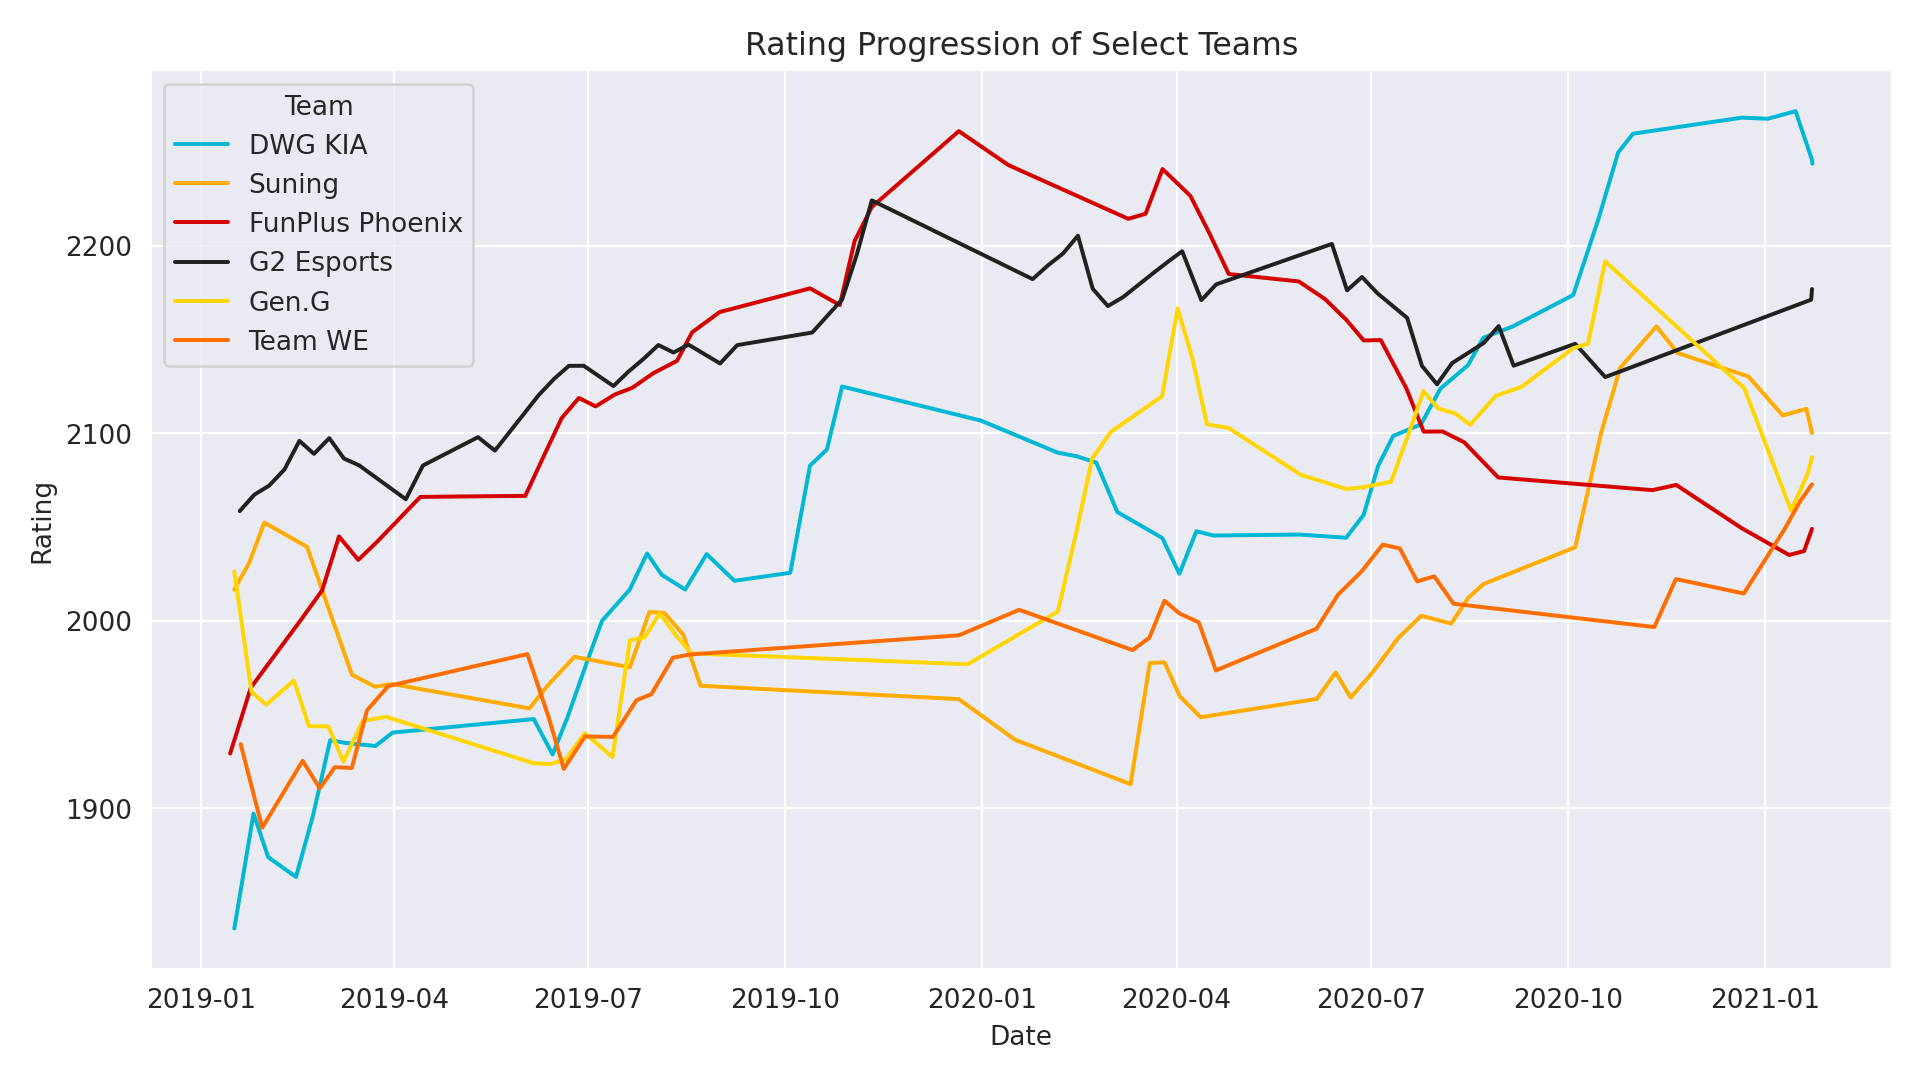 Rating Progression of Select Teams
Team
DWG KIA
Suning
FunPlus Phoenix
G2 Esports
Gen.G
Team WE
2200
2100
2000
1900
Rating
2019-01 2019-04 2019-07 2019-10 2020-01 2020-04 2020-07 2020-10 2021-01
Date